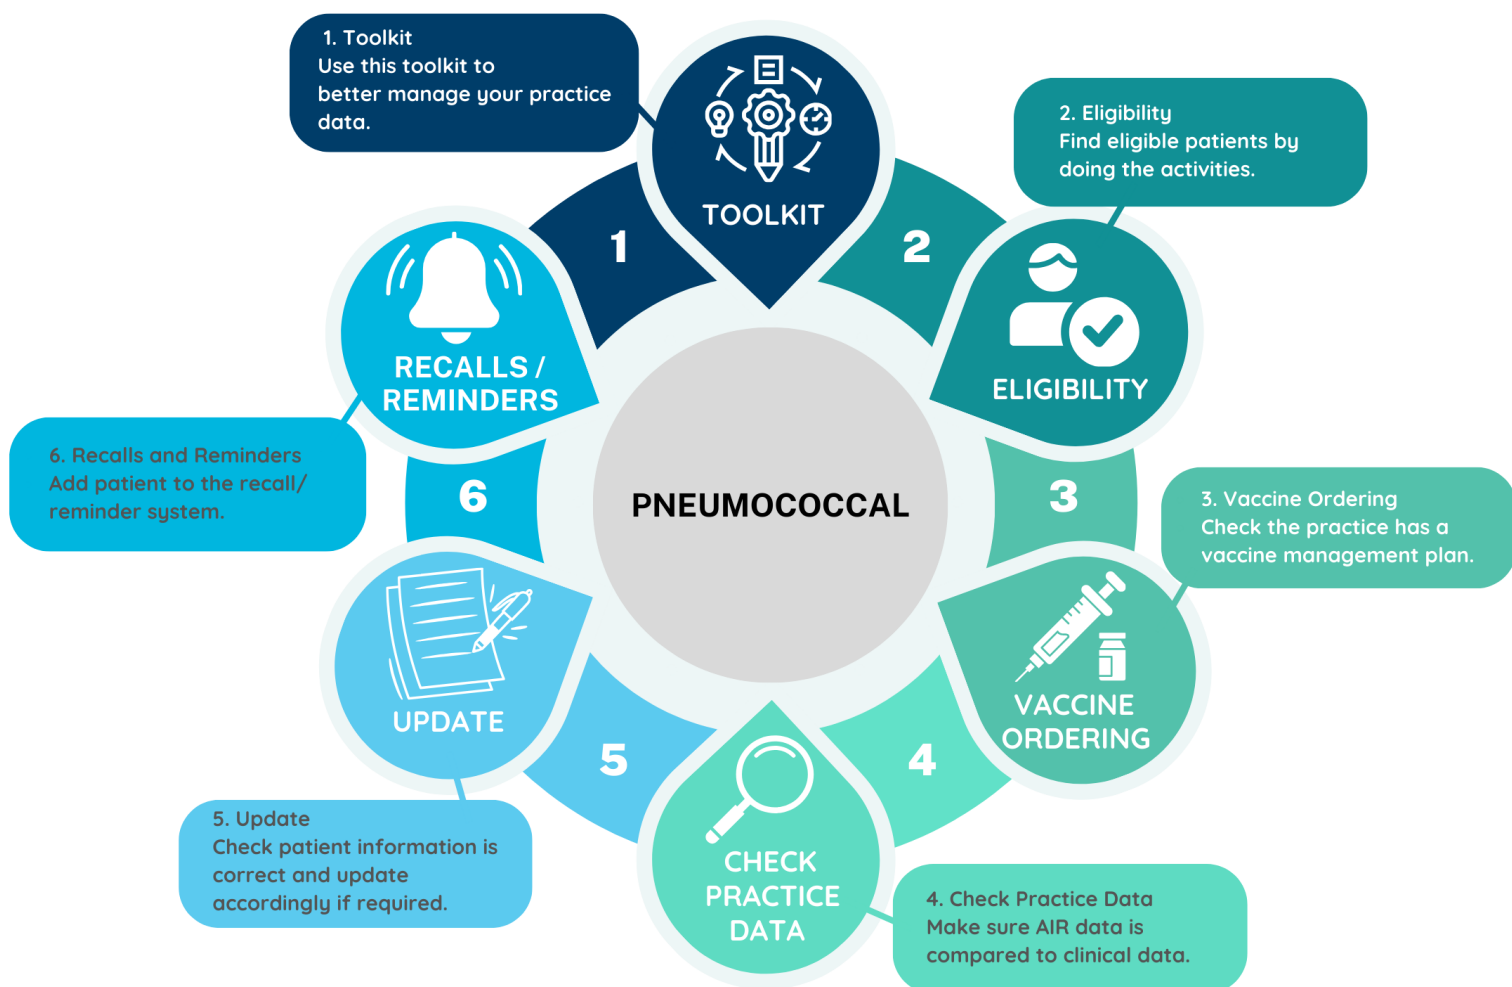 1. Toolkit
Use this toolkit to
better manage your practice
data.
TOOLKIT
1
2
2. Eligibility
Find eligible patients by
doing the activities.
ELIGIBILITY
3
3. Vaccine Ordering
Check the practice has a
vaccine management plan.
VACCINE
ORDERING
4
CHECK
PRACTICE
DATA
4. Check Practice Data
Make sure AIR data is
compared to clinical data.
5
UPDATE
5. Update
Check patient information is
correct and update
accordingly if required.
6
RECALLS /
REMINDERS
6. Recalls and Reminders
Add patient to the recall/
reminder system.
PNEUMOCOCCAL